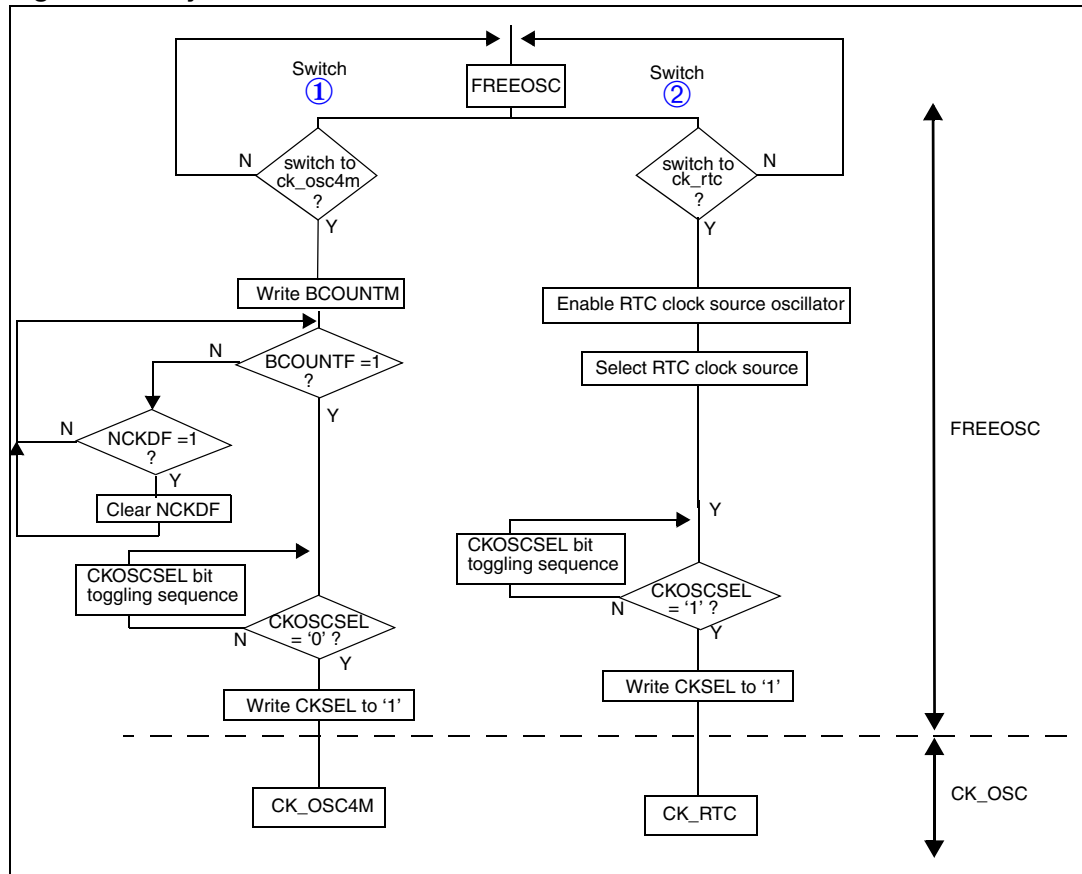 Switch
①
FREEOSC
Switch
②
N
switch to
ck_osc4m
?
Y
switch to
ck_rtc
?
N
Y
Write BCOUNTM
Enable RTC clock source oscillator
N
BCOUNTF =1
?
Y
Select RTC clock source
N
NCKDF =1
?
Y
Clear NCKDF
FREEOSC
Y
CKOSCSEL bit
toggling sequence
CKOSCSEL bit
toggling sequence
N
CKOSCSEL
= '1' ?
Y
N
CKOSCSEL
= '0' ?
Y
Write CKSEL to '1'
Write CKSEL to '1'
CK_OSC4M
CK_RTC
CK_OSC